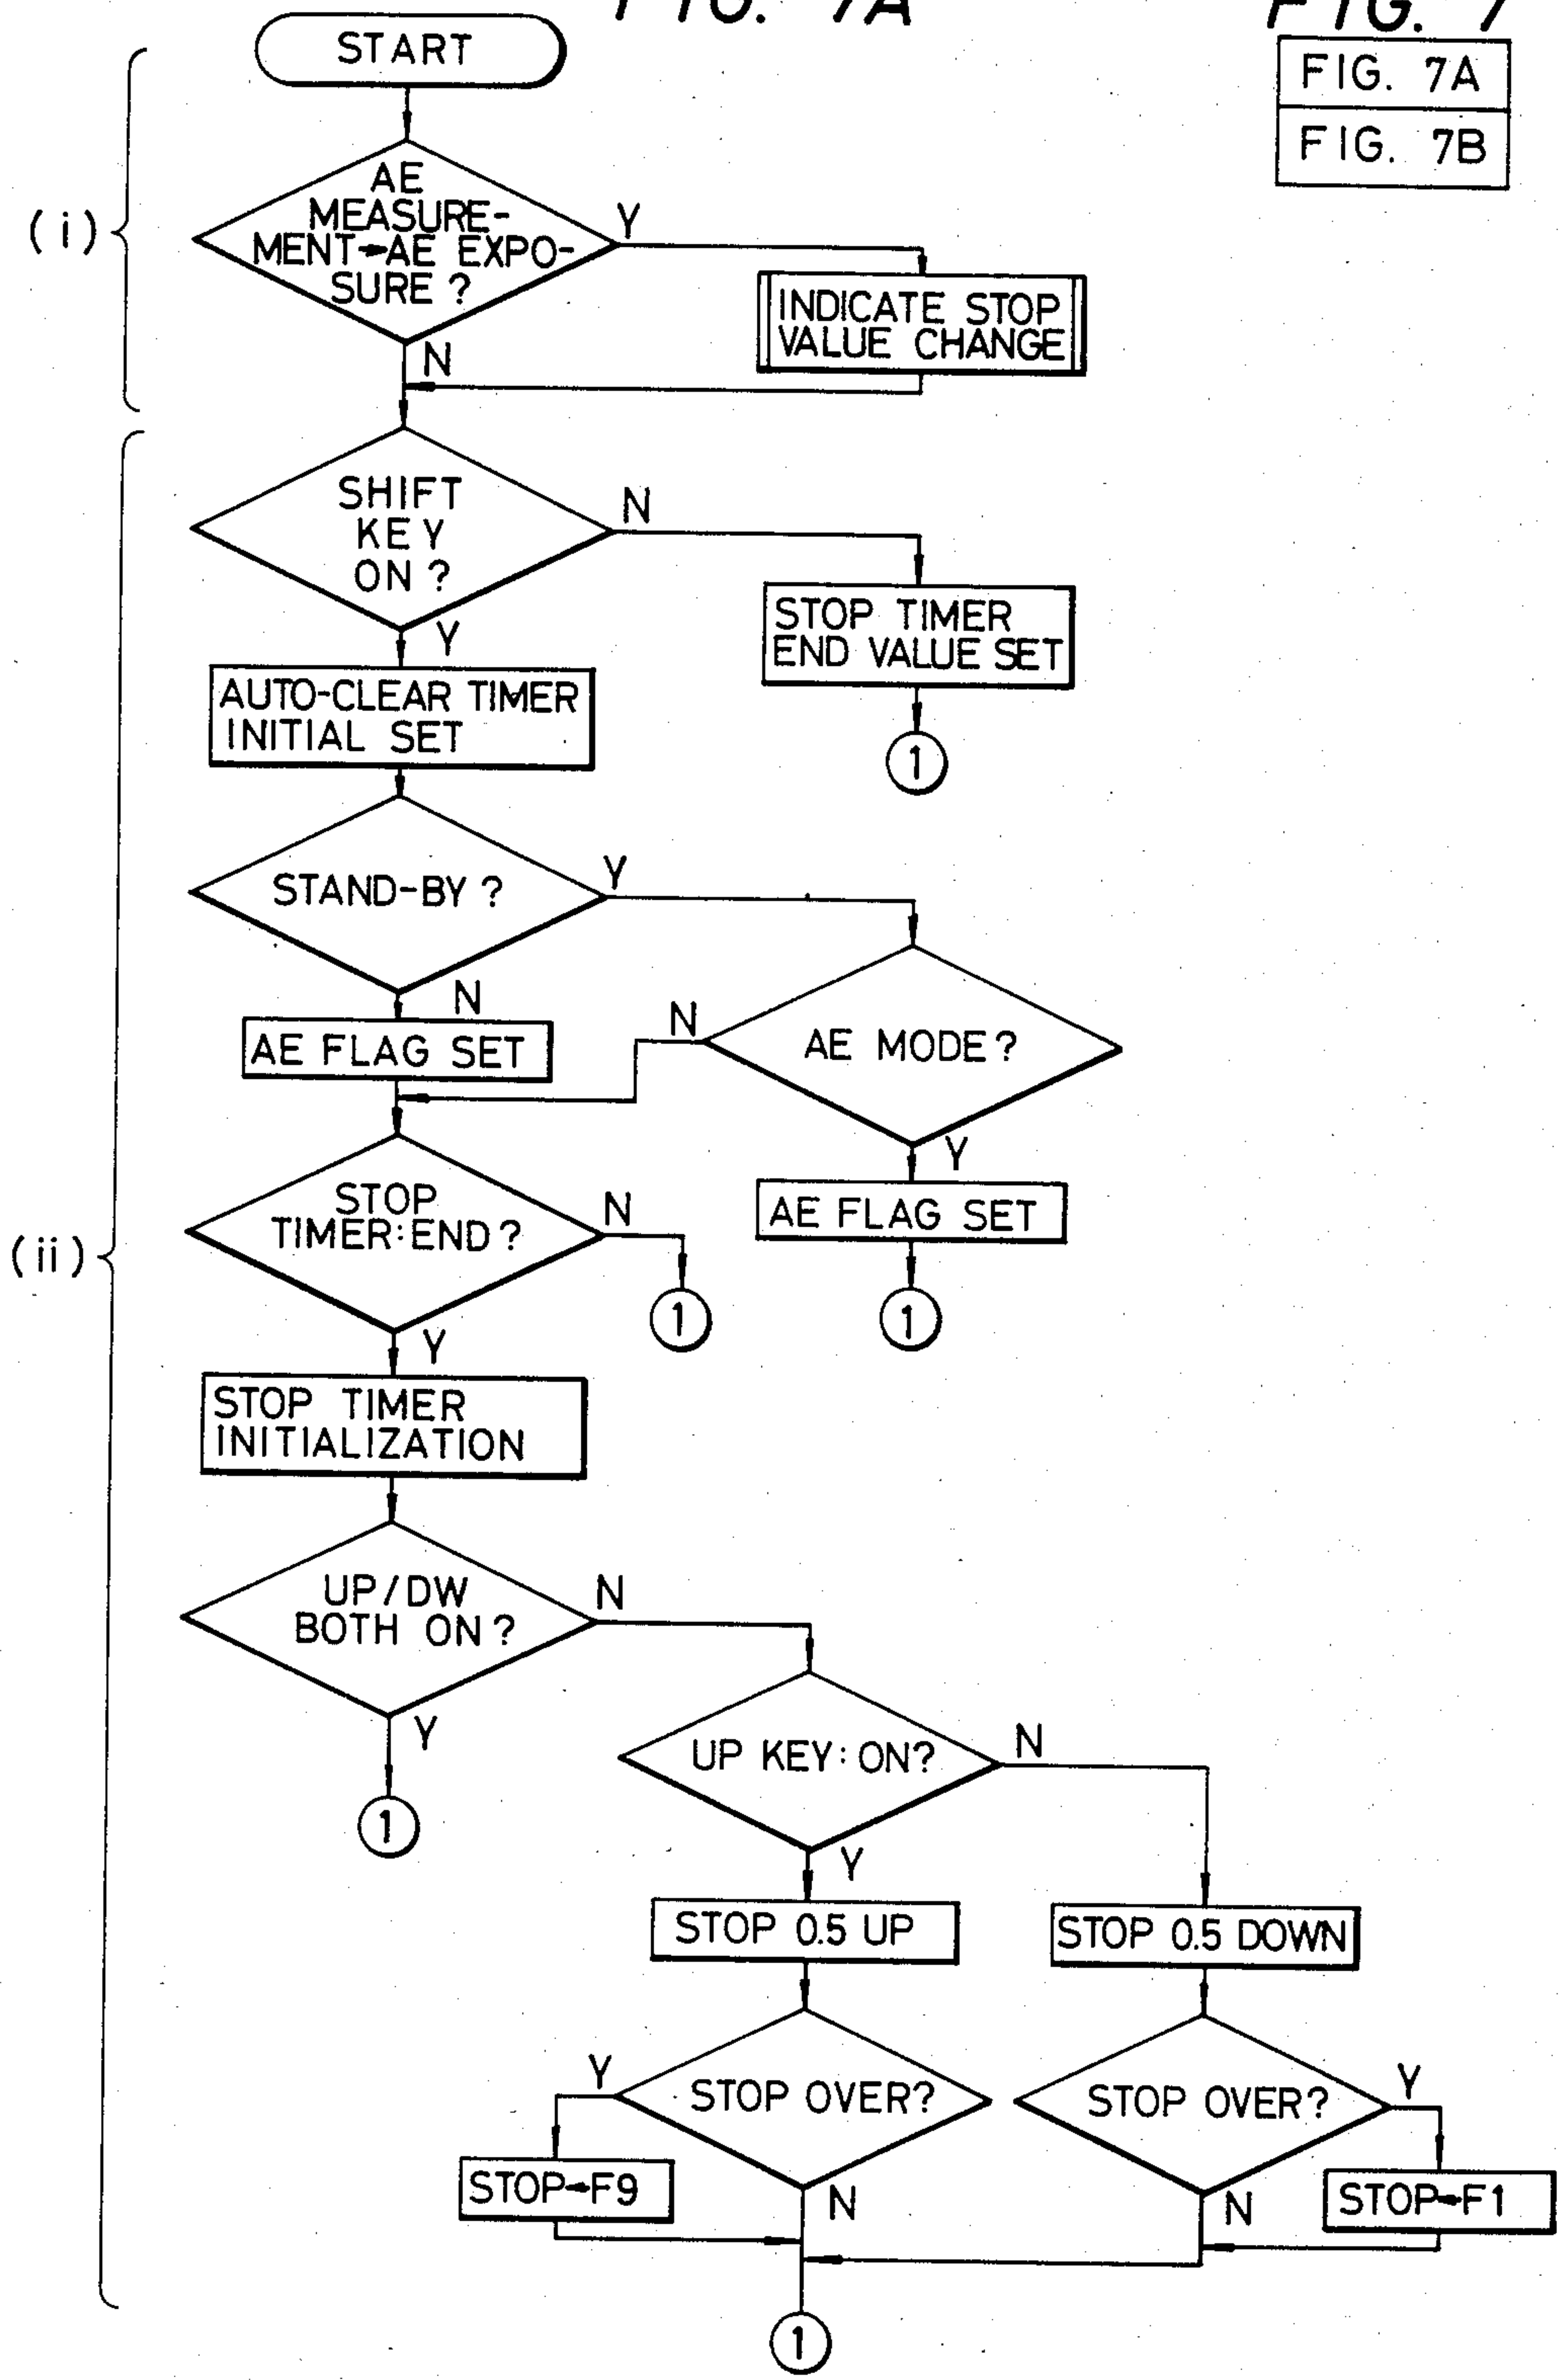 FIG. 7A
FIG. 7
FIG. 7A
FIG. 7B
START
(i)
AE
MEASURE-
MENT→AE EXPO-
SURE ?
Y
N
INDICATE STOP
VALUE CHANGE
SHIFT
KEY
ON ?
N
Y
STOP TIMER
END VALUE SET
1
AUTO-CLEAR TIMER
INITIAL SET
STAND-BY ?
Y
N
AE FLAG SET
AE MODE ?
N
Y
AE FLAG SET
1
(ii)
STOP
TIMER:END ?
N
1
Y
STOP TIMER
INITIALIZATION
UP/DW
BOTH ON ?
N
Y
1
UP KEY: ON?
N
Y
STOP 0.5 UP
STOP 0.5 DOWN
STOP OVER?
Y
N
STOP OVER?
Y
N
STOP←F9
STOP←F1
1